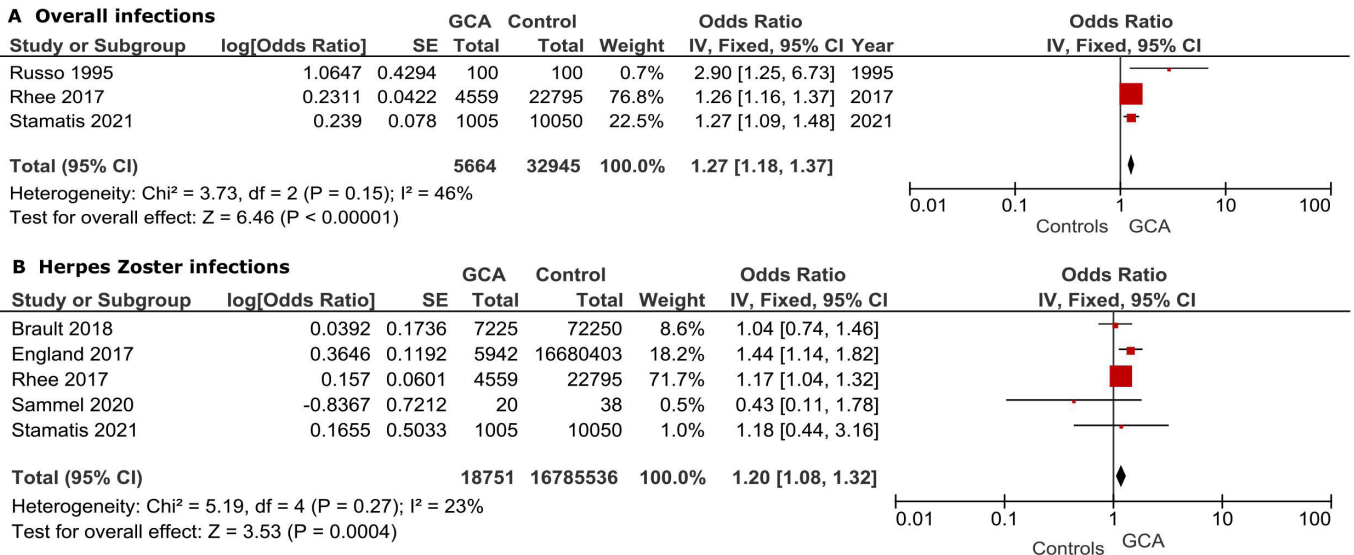 A Overall infections
GCA Control Odds Ratio Odds Ratio
Study or Subgroup log[Odds Ratio] SE Total Total Weight IV, Fixed, 95% CI Year IV, Fixed, 95% CI
Russo 1995 1.0647 0.4294 100 100 0.7% 2.90 [1.25, 6.73] 1995
Rhee 2017 0.2311 0.0422 4559 22795 76.8% 1.26 [1.16, 1.37] 2017
Stamatis 2021 0.239 0.078 1005 10050 22.5% 1.27 [1.09, 1.48] 2021
Total (95% CI) 5664 32945 100.0% 1.27 [1.18, 1.37]
Heterogeneity: Chi² = 3.73, df = 2 (P = 0.15); I² = 46%
Test for overall effect: Z = 6.46 (P < 0.00001)
0.01 0.1 1 10 100
Controls GCA
B Herpes Zoster infections
GCA Control Odds Ratio Odds Ratio
Study or Subgroup log[Odds Ratio] SE Total Total Weight IV, Fixed, 95% CI IV, Fixed, 95% CI
Brault 2018 0.0392 0.1736 7225 72250 8.6% 1.04 [0.74, 1.46]
England 2017 0.3646 0.1192 5942 16680403 18.2% 1.44 [1.14, 1.82]
Rhee 2017 0.157 0.0601 4559 22795 71.7% 1.17 [1.04, 1.32]
Sammel 2020 -0.8367 0.7212 20 38 0.5% 0.43 [0.11, 1.78]
Stamatis 2021 0.1655 0.5033 1005 10050 1.0% 1.18 [0.44, 3.16]
Total (95% CI) 18751 16785536 100.0% 1.20 [1.08, 1.32]
Heterogeneity: Chi² = 5.19, df = 4 (P = 0.27); I² = 23%
Test for overall effect: Z = 3.53 (P = 0.0004)
0.01 0.1 1 10 100
Controls GCA